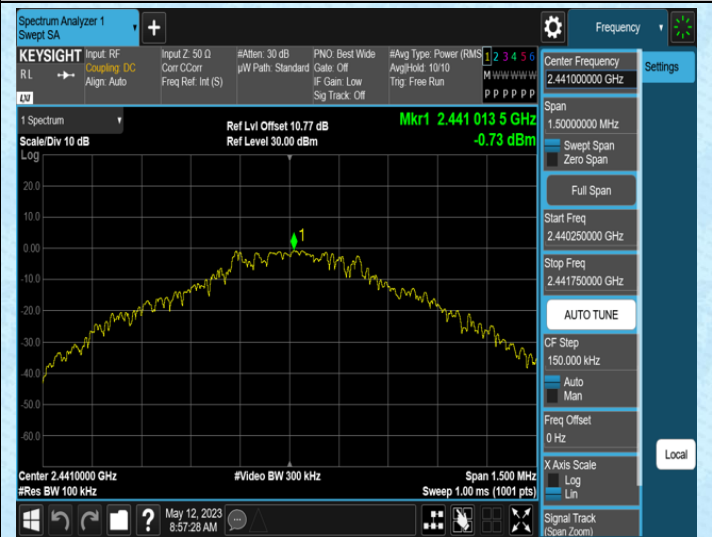 Spectrum Analyzer 1
Swept SA
Frequency
KEYSIGHT
RL
LXI
Input: RF
Coupling: DC
Align: Auto
Input Z: 50 Ω
Corr CCorr
Freq Ref: Int (S)
#Atten: 30 dB
µW Path: Standard
PNO: Best Wide
Gate: Off
IF Gain: Low
Sig Track: Off
#Avg Type: Power (RMS
Avg|Hold: 10/10
Trig: Free Run
1 2 3 4 5 6
M W W W W W
P P P P P P
1 Spectrum
Scale/Div 10 dB
Log
Ref Lvl Offset 10.77 dB
Ref Level 30.00 dBm
Mkr1 2.441 013 5 GHz
-0.73 dBm
1
20.0
10.0
0.00
-10.0
-20.0
-30.0
-40.0
-50.0
-60.0
Center 2.4410000 GHz
#Res BW 100 kHz
#Video BW 300 kHz
Span 1.500 MHz
Sweep 1.00 ms (1001 pts)
May 12, 2023
8:57:28 AM
Center Frequency
2.441000000 GHz
Span
1.50000000 MHz
Swept Span
Zero Span
Full Span
Start Freq
2.440250000 GHz
Stop Freq
2.441750000 GHz
AUTO TUNE
CF Step
150.000 kHz
Auto
Man
Freq Offset
0 Hz
X Axis Scale
Log
Lin
Signal Track
(Span Zoom)
Settings
Local